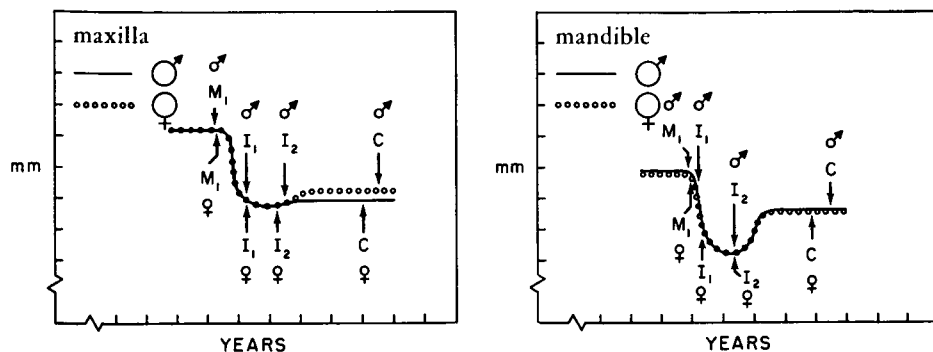 maxilla
♂
♀
♂
M₁
♂
I₁
♂
I₂
♂
C
mm
M₁
♀
I₁
♀
I₂
♀
C
♀
YEARS
mandible
♂
♀
♂
M₁
♂
I₁
♂
I₂
♂
C
mm
M₁
♀
I₁
♀
I₂
♀
C
♀
YEARS